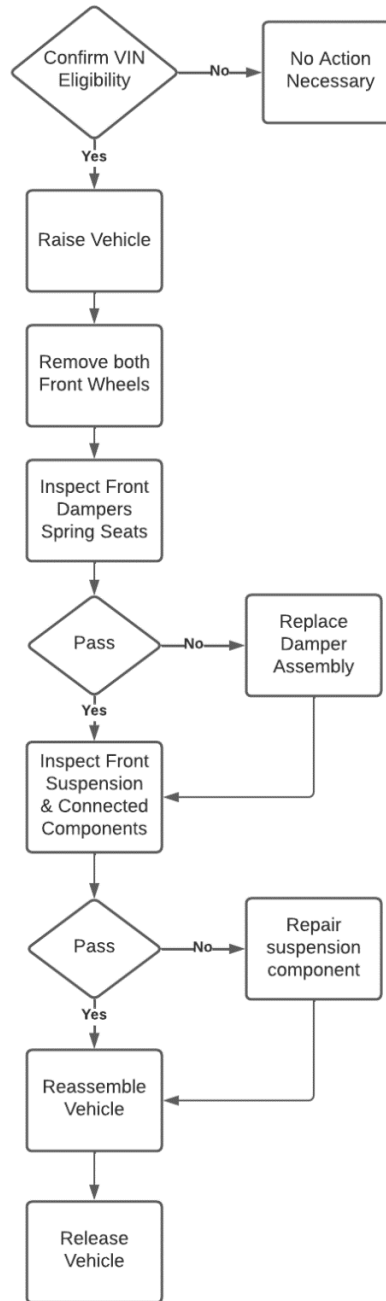 Confirm VIN
Eligibility
No
No Action
Necessary
Yes
Raise Vehicle
Remove both
Front Wheels
Inspect Front
Dampers
Spring Seats
Pass
No
Replace
Damper
Assembly
Yes
Inspect Front
Suspension
& Connected
Components
Pass
No
Repair
suspension
component
Yes
Reassemble
Vehicle
Release
Vehicle